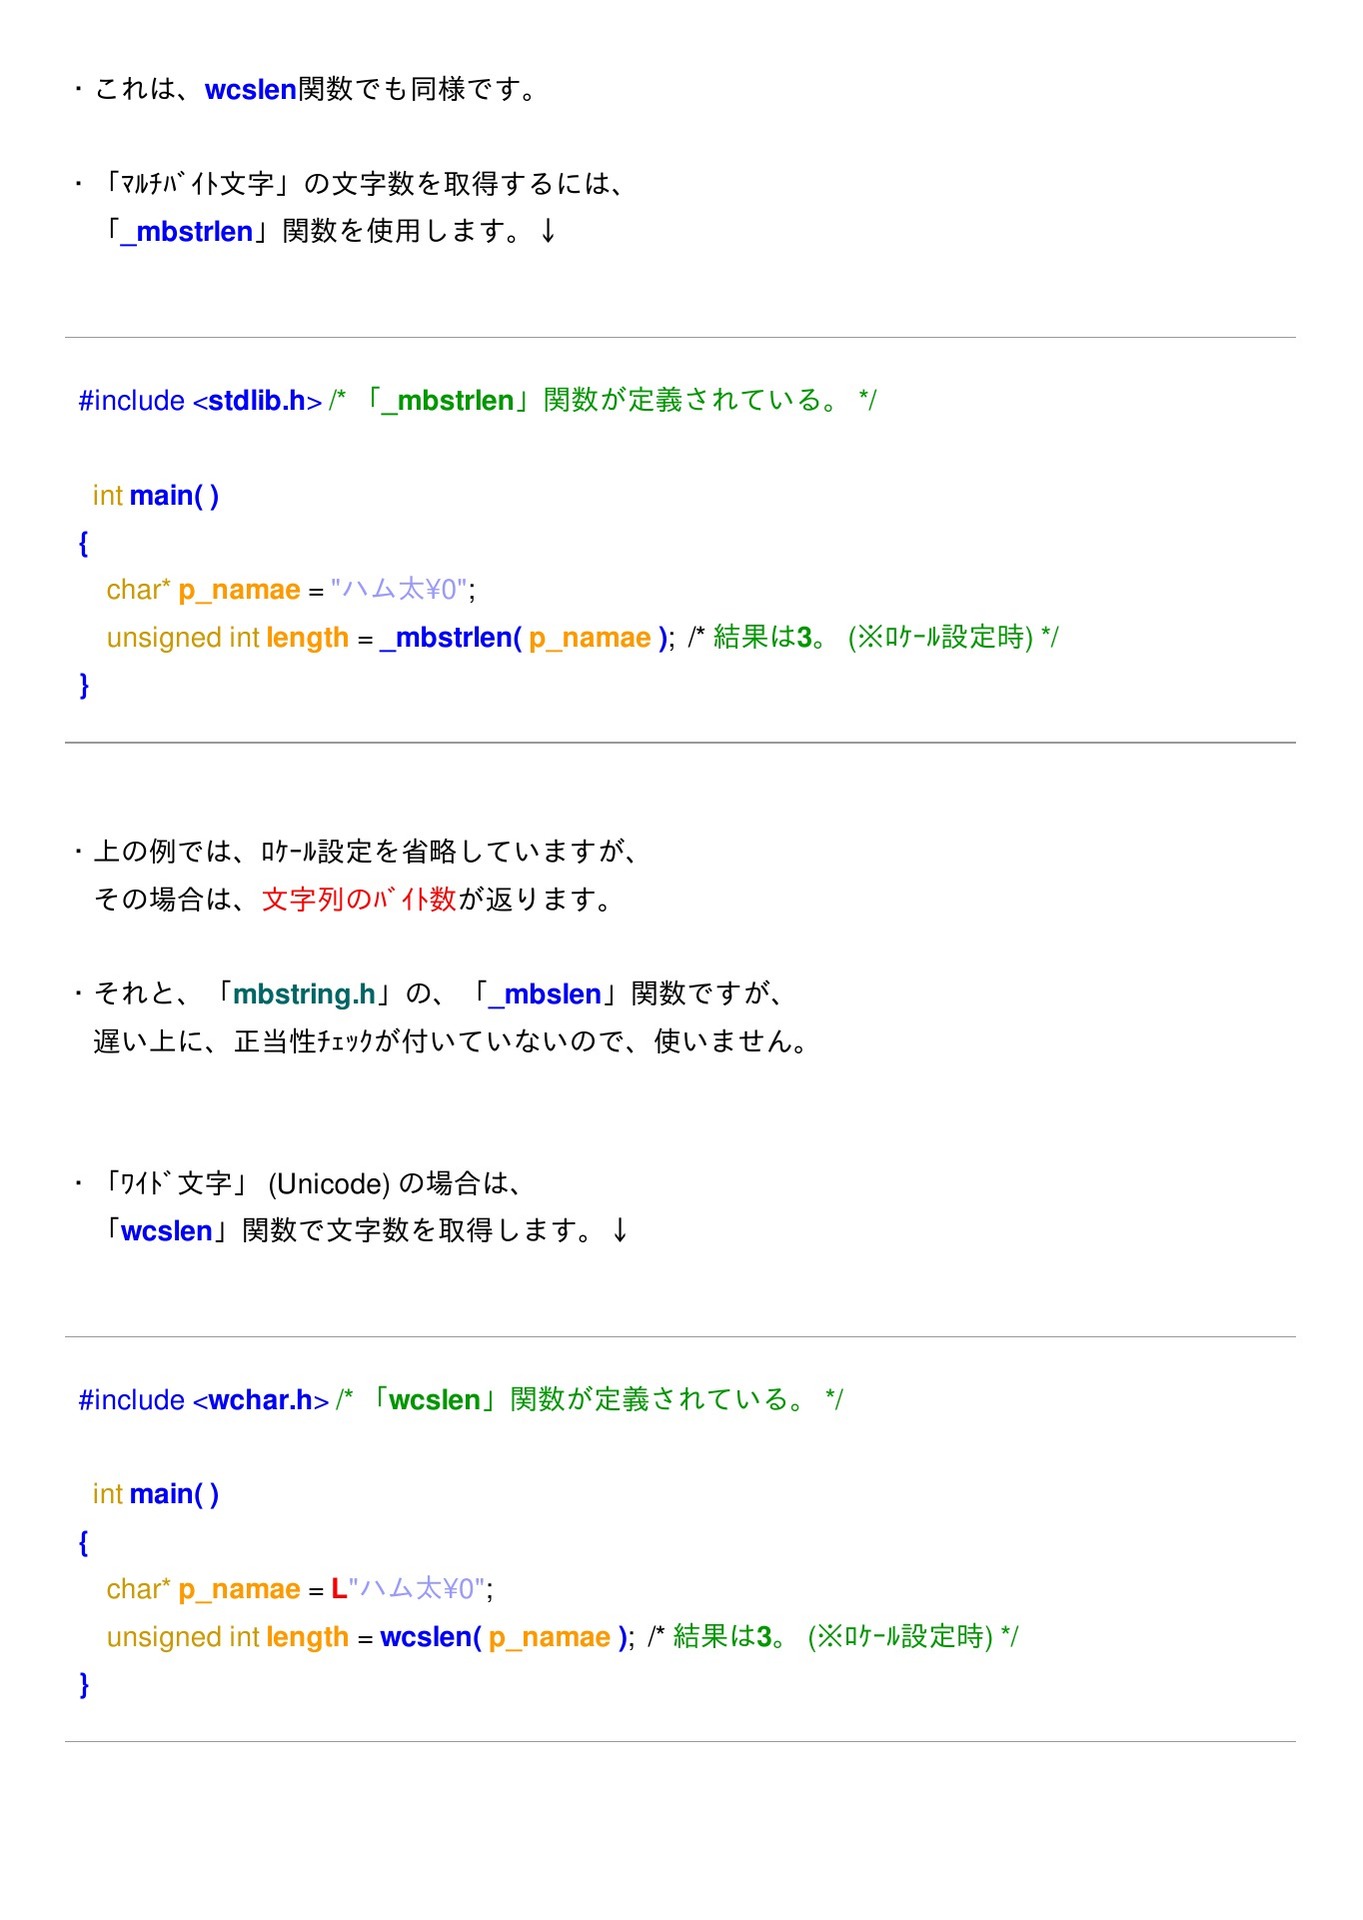 ・これは、wcslen関数でも同様です。
・「ﾏﾙﾁﾊﾞｲﾄ文字」の文字数を取得するには、
「_mbstrlen」関数を使用します。↓
#include <stdlib.h> /* 「_mbstrlen」関数が定義されている。 */
int main( )
{
char* p_namae = "ハム太¥0";
unsigned int length = _mbstrlen( p_namae ); /* 結果は3。 (※ﾛｹｰﾙ設定時) */
}
・上の例では、ﾛｹｰﾙ設定を省略していますが、
その場合は、文字列のﾊﾞｲﾄ数が返ります。
・それと、「mbstring.h」の、「_mbslen」関数ですが、
遅い上に、正当性ﾁｪｯｸが付いていないので、使いません。
・「ﾜｲﾄﾞ文字」 (Unicode) の場合は、
「wcslen」関数で文字数を取得します。↓
#include <wchar.h> /* 「wcslen」関数が定義されている。 */
int main( )
{
char* p_namae = L"ハム太¥0";
unsigned int length = wcslen( p_namae ); /* 結果は3。 (※ﾛｹｰﾙ設定時) */
}